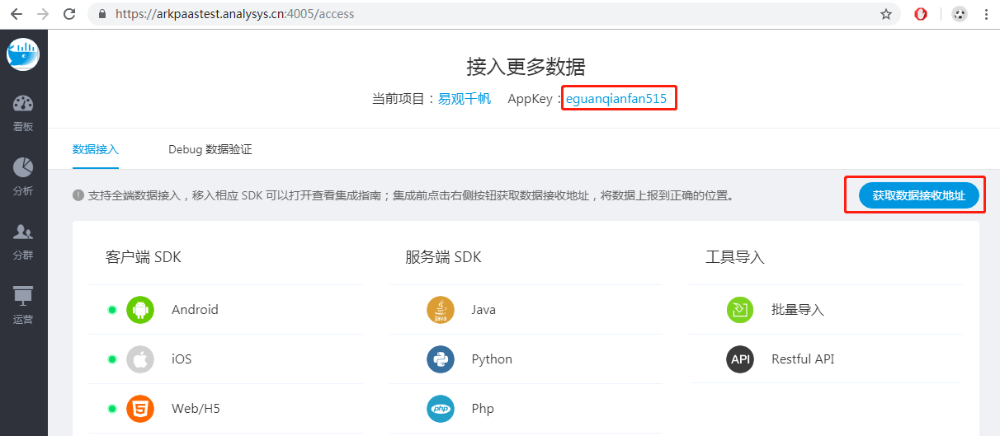 https://arkpaastest.analysys.cn:4005/access
接入更多数据
当前项目：易观千帆 AppKey：eguanqianfan515
看板
分析
分群
运营
数据接入 Debug 数据验证
支持全端数据接入，移入相应 SDK 可以打开查看集成指南；集成前点击右侧按钮获取数据接收地址，将数据上报到正确的位置。 获取数据接收地址
客户端 SDK 服务端 SDK 工具导入
Android Java 批量导入
iOS Python API Restful API
Web/H5 php Php